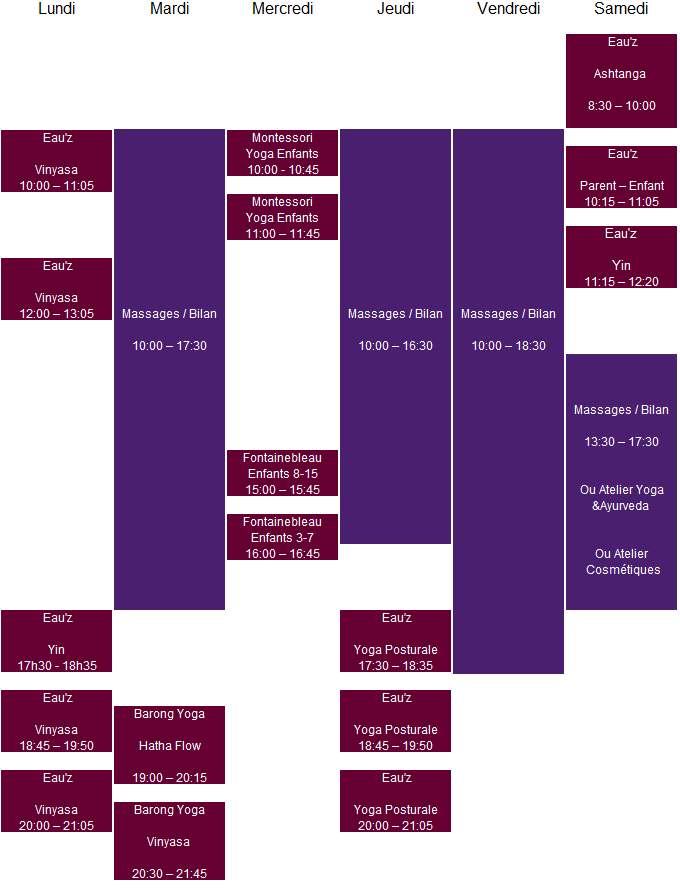 Lundi
Mardi
Mercredi
Jeudi
Vendredi
Samedi
Eau'z
Vinyasa
10:00 – 11:05
Eau'z
Vinyasa
12:00 – 13:05
Eau'z
Yin
17h30 - 18h35
Eau'z
Vinyasa
18:45 – 19:50
Eau'z
Vinyasa
20:00 – 21:05
Massages / Bilan
10:00 – 17:30
Barong Yoga
Hatha Flow
19:00 – 20:15
Barong Yoga
Vinyasa
20:30 – 21:45
Montessori
Yoga Enfants
10:00 - 10:45
Montessori
Yoga Enfants
11:00 – 11:45
Fontainebleau
Enfants 8-15
15:00 – 15:45
Fontainebleau
Enfants 3-7
16:00 – 16:45
Massages / Bilan
10:00 – 16:30
Eau'z
Yoga Posturale
17:30 – 18:35
Eau'z
Yoga Posturale
18:45 – 19:50
Eau'z
Yoga Posturale
20:00 – 21:05
Massages / Bilan
10:00 – 18:30
Eau'z
Ashtanga
8:30 – 10:00
Eau'z
Parent – Enfant
10:15 – 11:05
Eau'z
Yin
11:15 – 12:20
Massages / Bilan
13:30 – 17:30
Ou Atelier Yoga
&Ayurveda
Ou Atelier
Cosmétiques